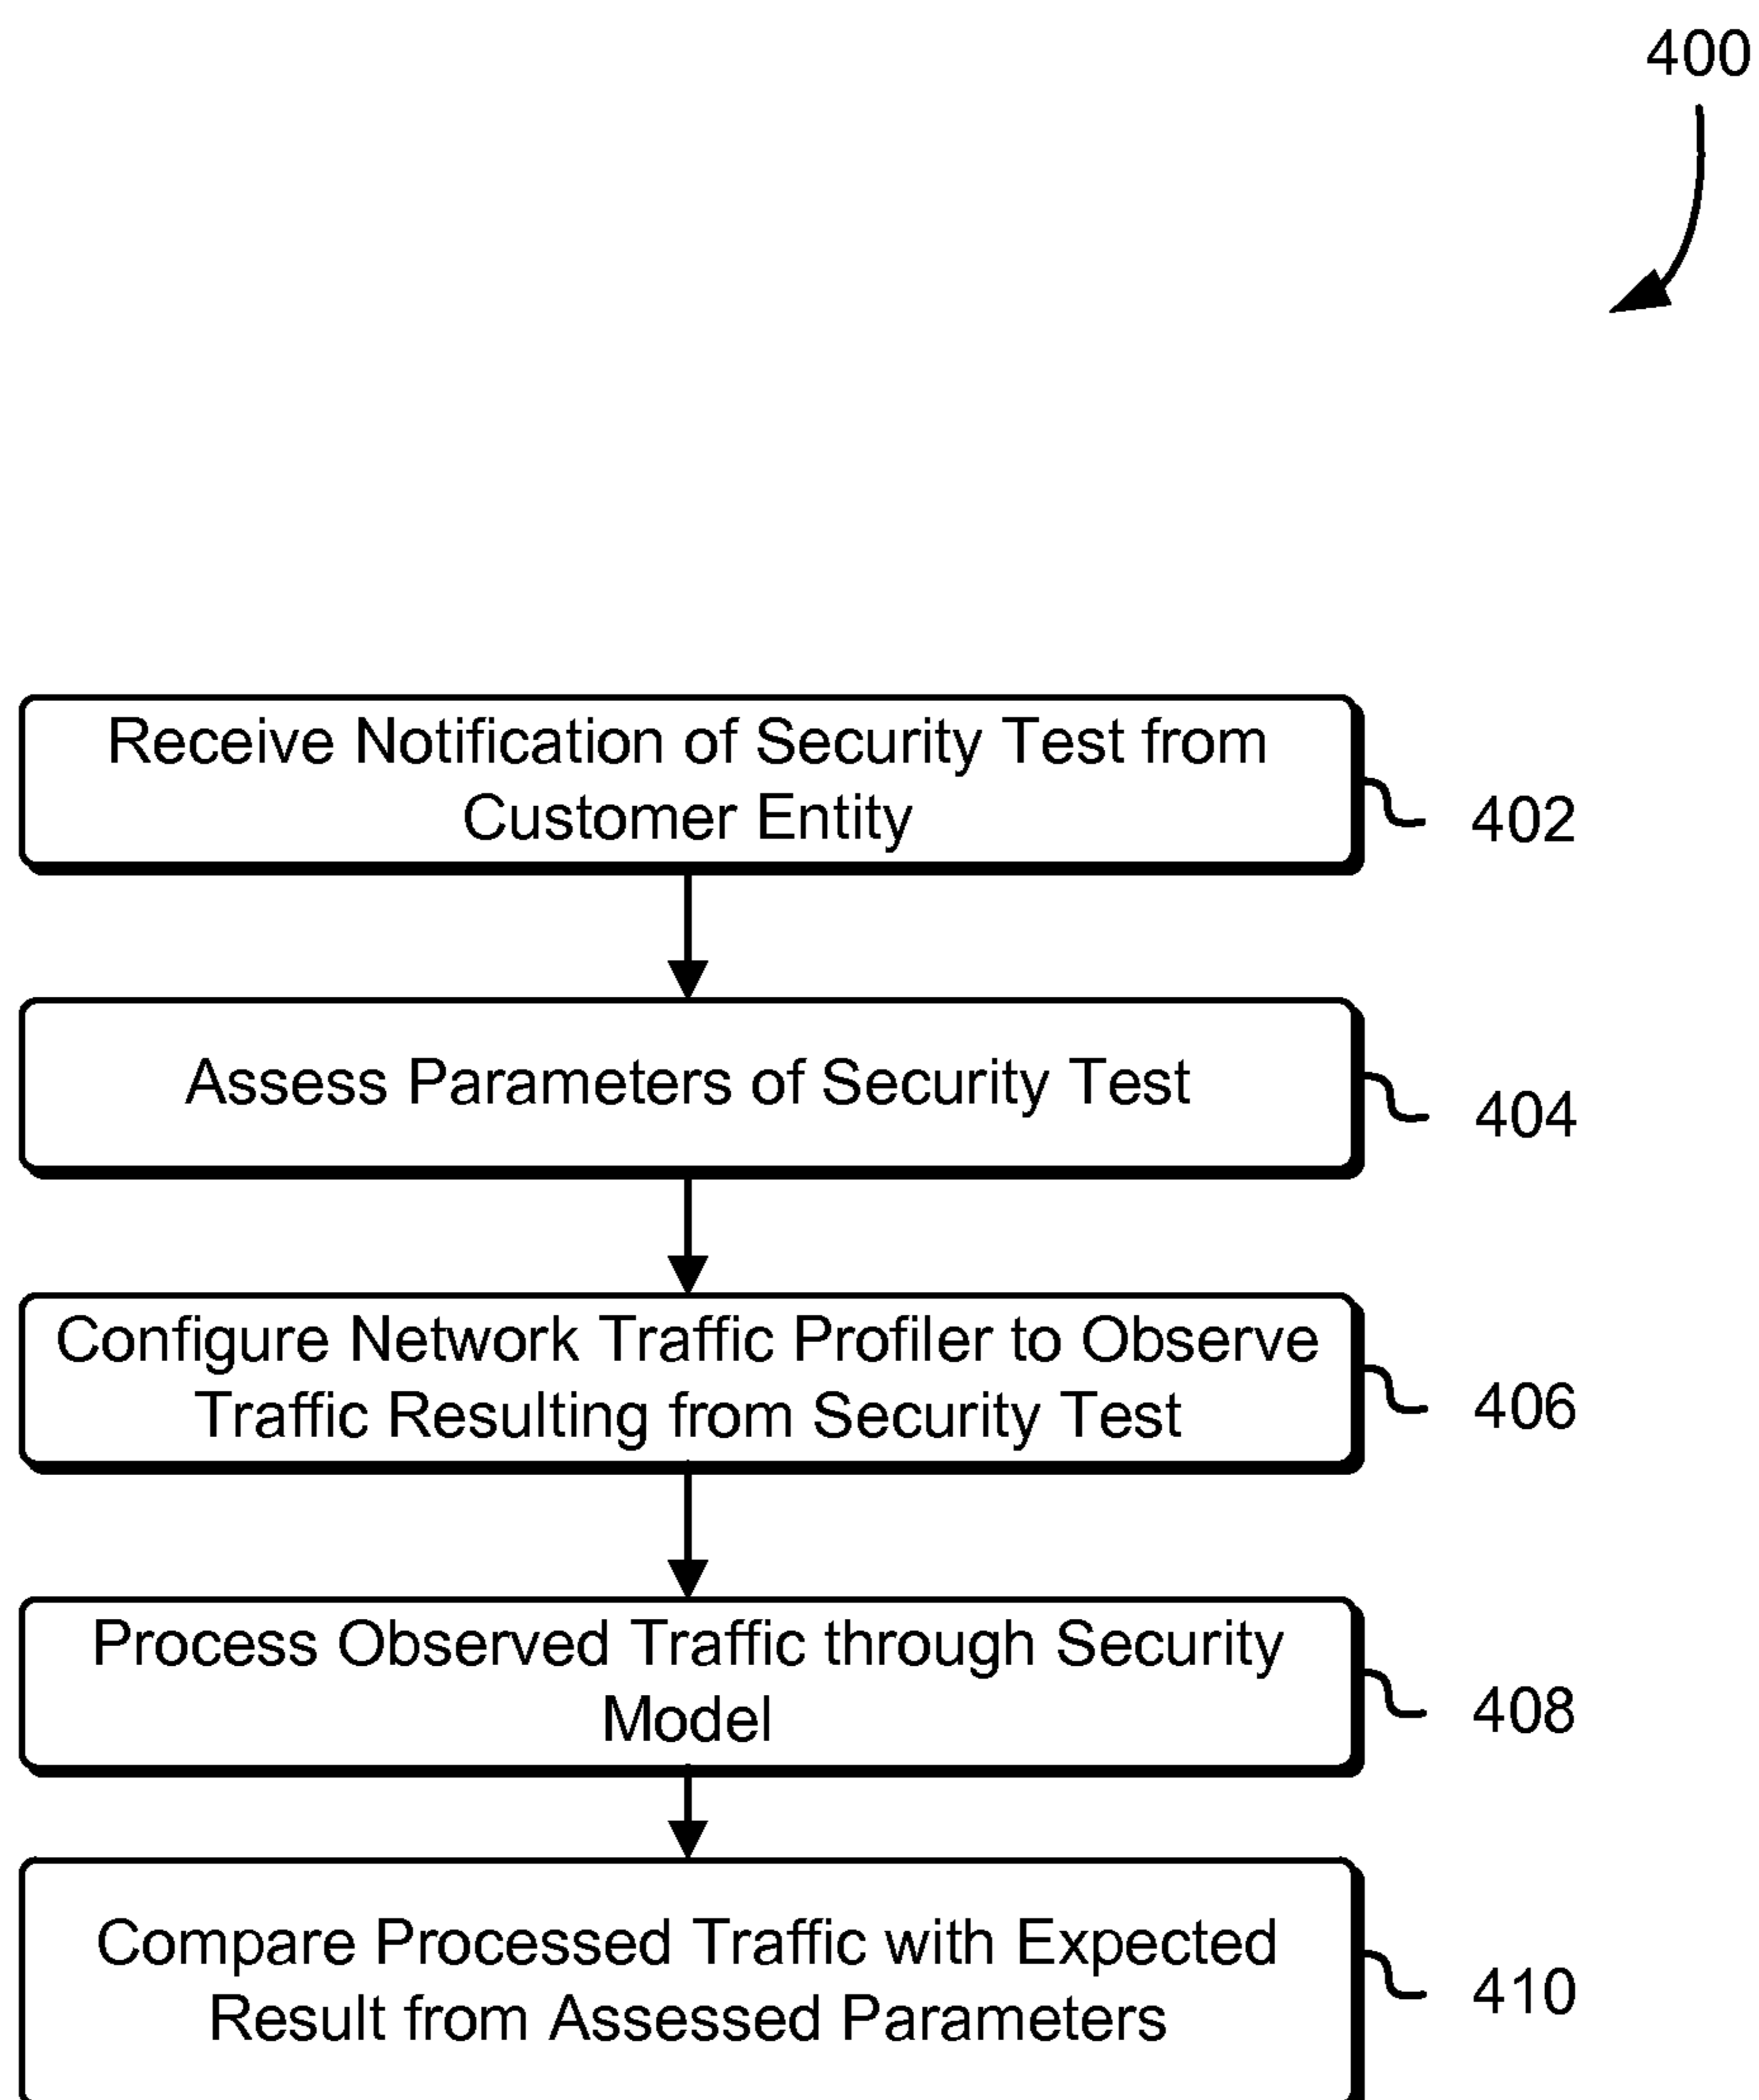 400
Receive Notification of Security Test from
Customer Entity
402
Assess Parameters of Security Test
404
Configure Network Traffic Profiler to Observe
Traffic Resulting from Security Test
406
Process Observed Traffic through Security
Model
408
Compare Processed Traffic with Expected
Result from Assessed Parameters
410